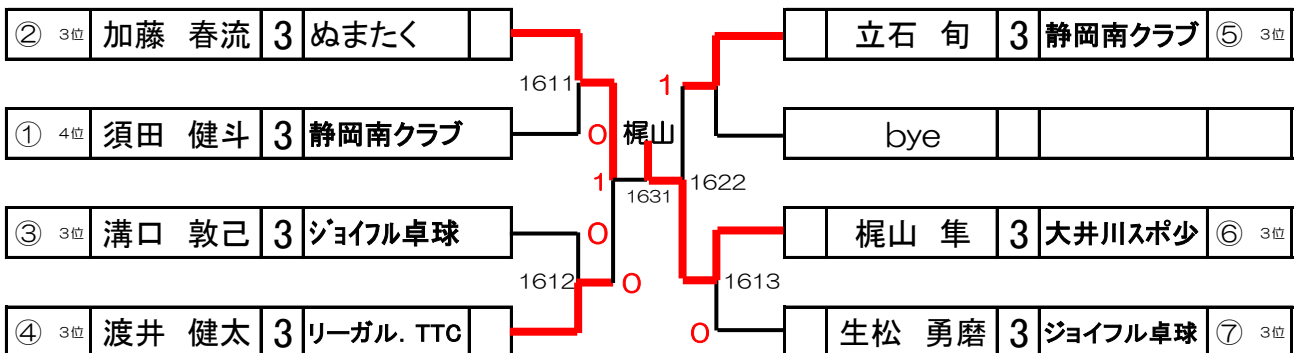 ② 3位 加藤 春流 3 ぬまたく
立石 旬 3 静岡南クラブ ⑤ 3位
1611
1
① 4位 須田 健斗 3 静岡南クラブ
0 梶山
bye
1
1631
1622
③ 3位 溝口 敦己 3 ジョイフル卓球
0
梶山 隼 3 大井川スポ少 ⑥ 3位
1612
0
1613
④ 3位 渡井 健太 3 リーガル. TTC
0
生松 勇磨 3 ジョイフル卓球 ⑦ 3位